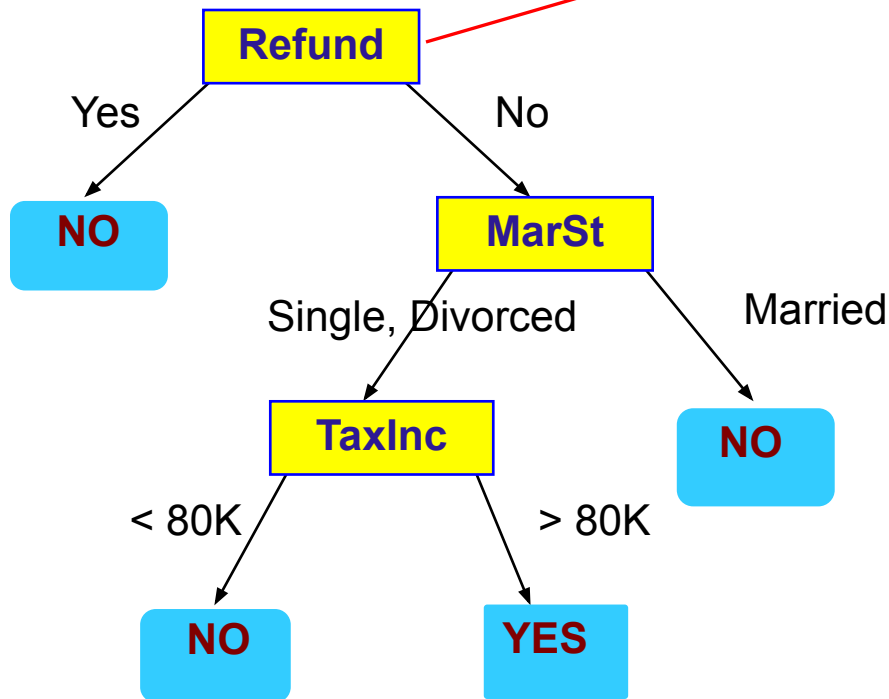 Refund
Yes
No
NO
MarSt
Single, Divorced
Married
TaxInc
NO
< 80K
> 80K
NO
YES